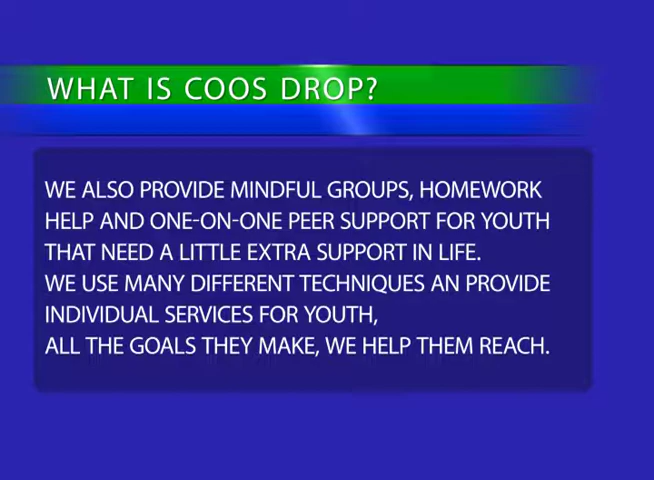 WHAT IS COOS DROP?
WE ALSO PROVIDE MINDFUL GROUPS, HOMEWORK
HELP AND ONE-ON-ONE PEER SUPPORT FOR YOUTH
THAT NEED A LITTLE EXTRA SUPPORT IN LIFE.
WE USE MANY DIFFERENT TECHNIQUES AN PROVIDE
INDIVIDUAL SERVICES FOR YOUTH,
ALL THE GOALS THEY MAKE, WE HELP THEM REACH.